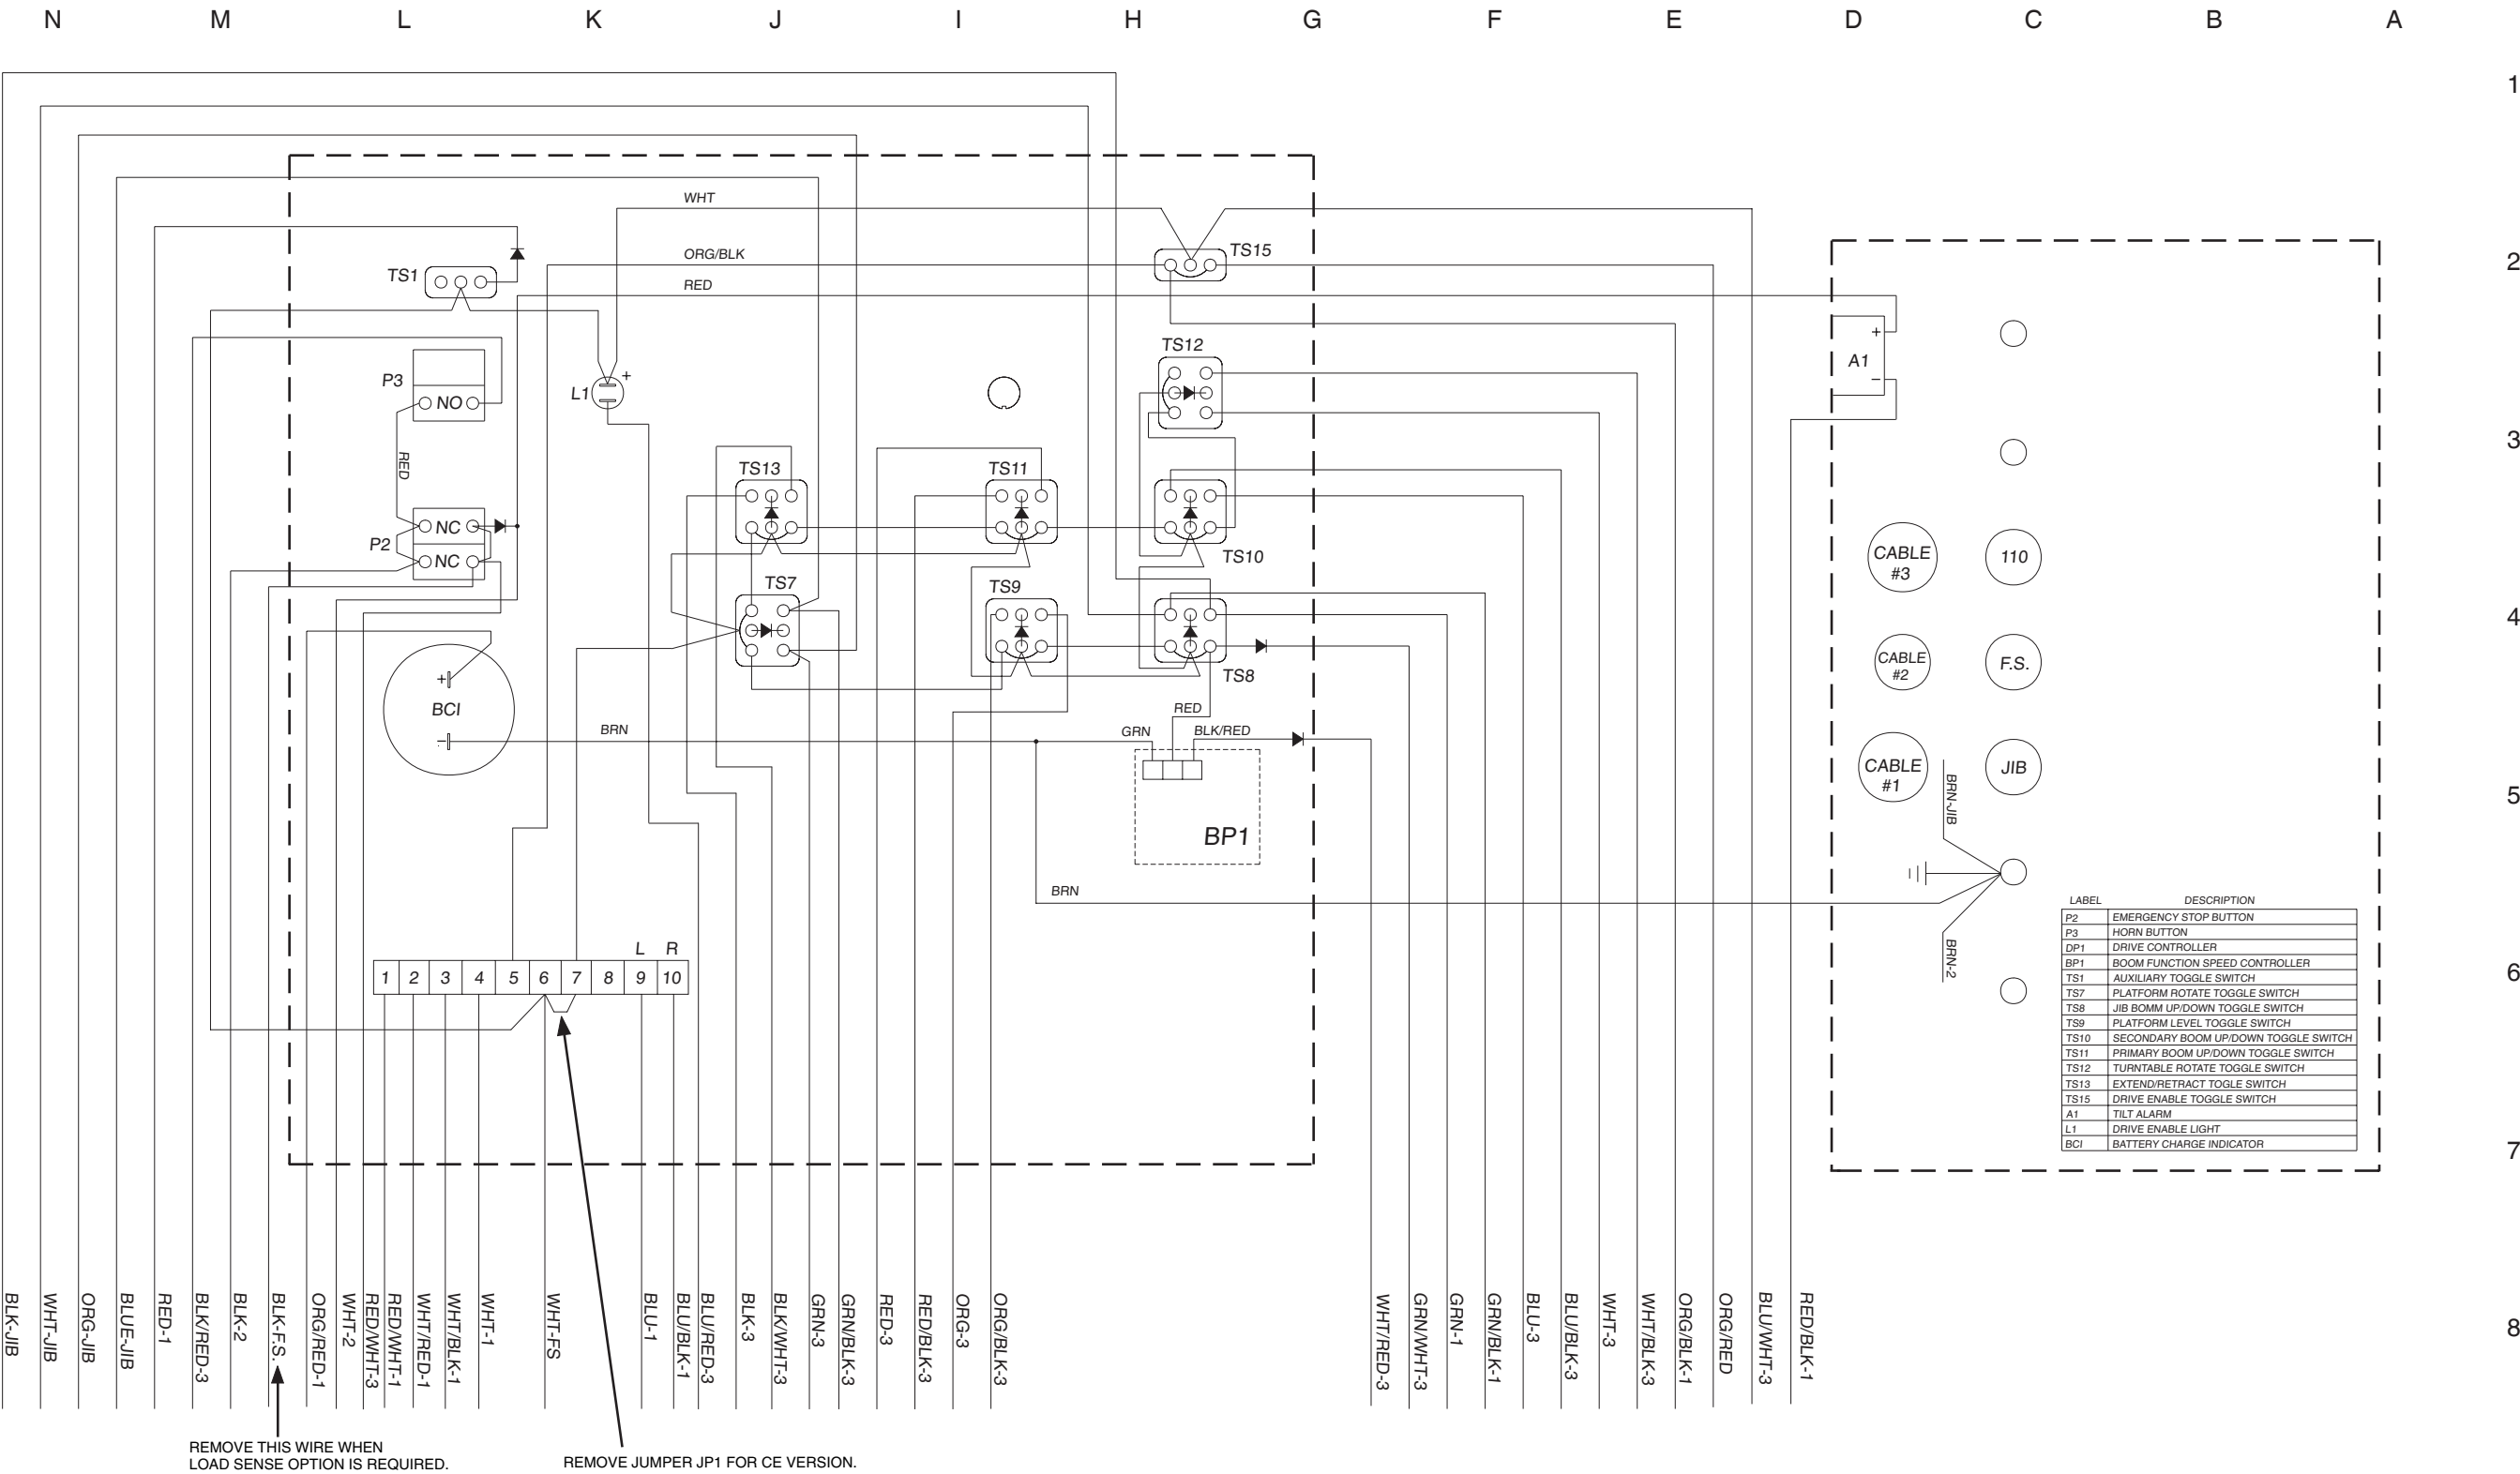 N M L K J I H G F E D C B A
1
2
3
4
5
6
7
8
WHT
ORG/BLK
RED
TS1
TS15
P3
NO
L1
+
TS12
A1
+
−
RED
TS13
TS11
TS10
P2
NC
NC
TS7
TS9
TS8
CABLE
#3
110
CABLE
#2
F.S.
CABLE
#1
JIB
+
BCI
-
BRN
GRN
RED
BLK/RED
BP1
BRN
BRN-JIB
BRN-2
L R
1 2 3 4 5 6 7 8 9 10
LABEL DESCRIPTION
P2 EMERGENCY STOP BUTTON
P3 HORN BUTTON
DP1 DRIVE CONTROLLER
BP1 BOOM FUNCTION SPEED CONTROLLER
TS1 AUXILIARY TOGGLE SWITCH
TS7 PLATFORM ROTATE TOGGLE SWITCH
TS8 JIB BOMM UP/DOWN TOGGLE SWITCH
TS9 PLATFORM LEVEL TOGGLE SWITCH
TS10 SECONDARY BOOM UP/DOWN TOGGLE SWITCH
TS11 PRIMARY BOOM UP/DOWN TOGGLE SWITCH
TS12 TURNTABLE ROTATE TOGGLE SWITCH
TS13 EXTEND/RETRACT TOGLE SWITCH
TS15 DRIVE ENABLE TOGGLE SWITCH
A1 TILT ALARM
L1 DRIVE ENABLE LIGHT
BCI BATTERY CHARGE INDICATOR
BLK-JIB
WHT-JIB
ORG-JIB
BLUE-JIB
RED-1
BLK/RED-3
BLK-2
BLK-F.S.
ORG/RED-1
WHT-2
RED/WHT-3
RED/WHT-1
WHT/RED-1
WHT/BLK-1
WHT-1
WHT-FS
BLU-1
BLU/BLK-1
BLU/RED-3
BLK-3
BLK/WHT-3
GRN-3
GRN/BLK-3
RED-3
RED/BLK-3
ORG-3
ORG/BLK-3
WHT/RED-3
GRN/WHT-3
GRN-1
GRN/BLK-1
BLU-3
BLU/BLK-3
WHT-3
WHT/BLK-3
ORG/BLK-1
ORG/RED
BLU/WHT-3
RED/BLK-1
REMOVE THIS WIRE WHEN
LOAD SENSE OPTION IS REQUIRED.
REMOVE JUMPER JP1 FOR CE VERSION.